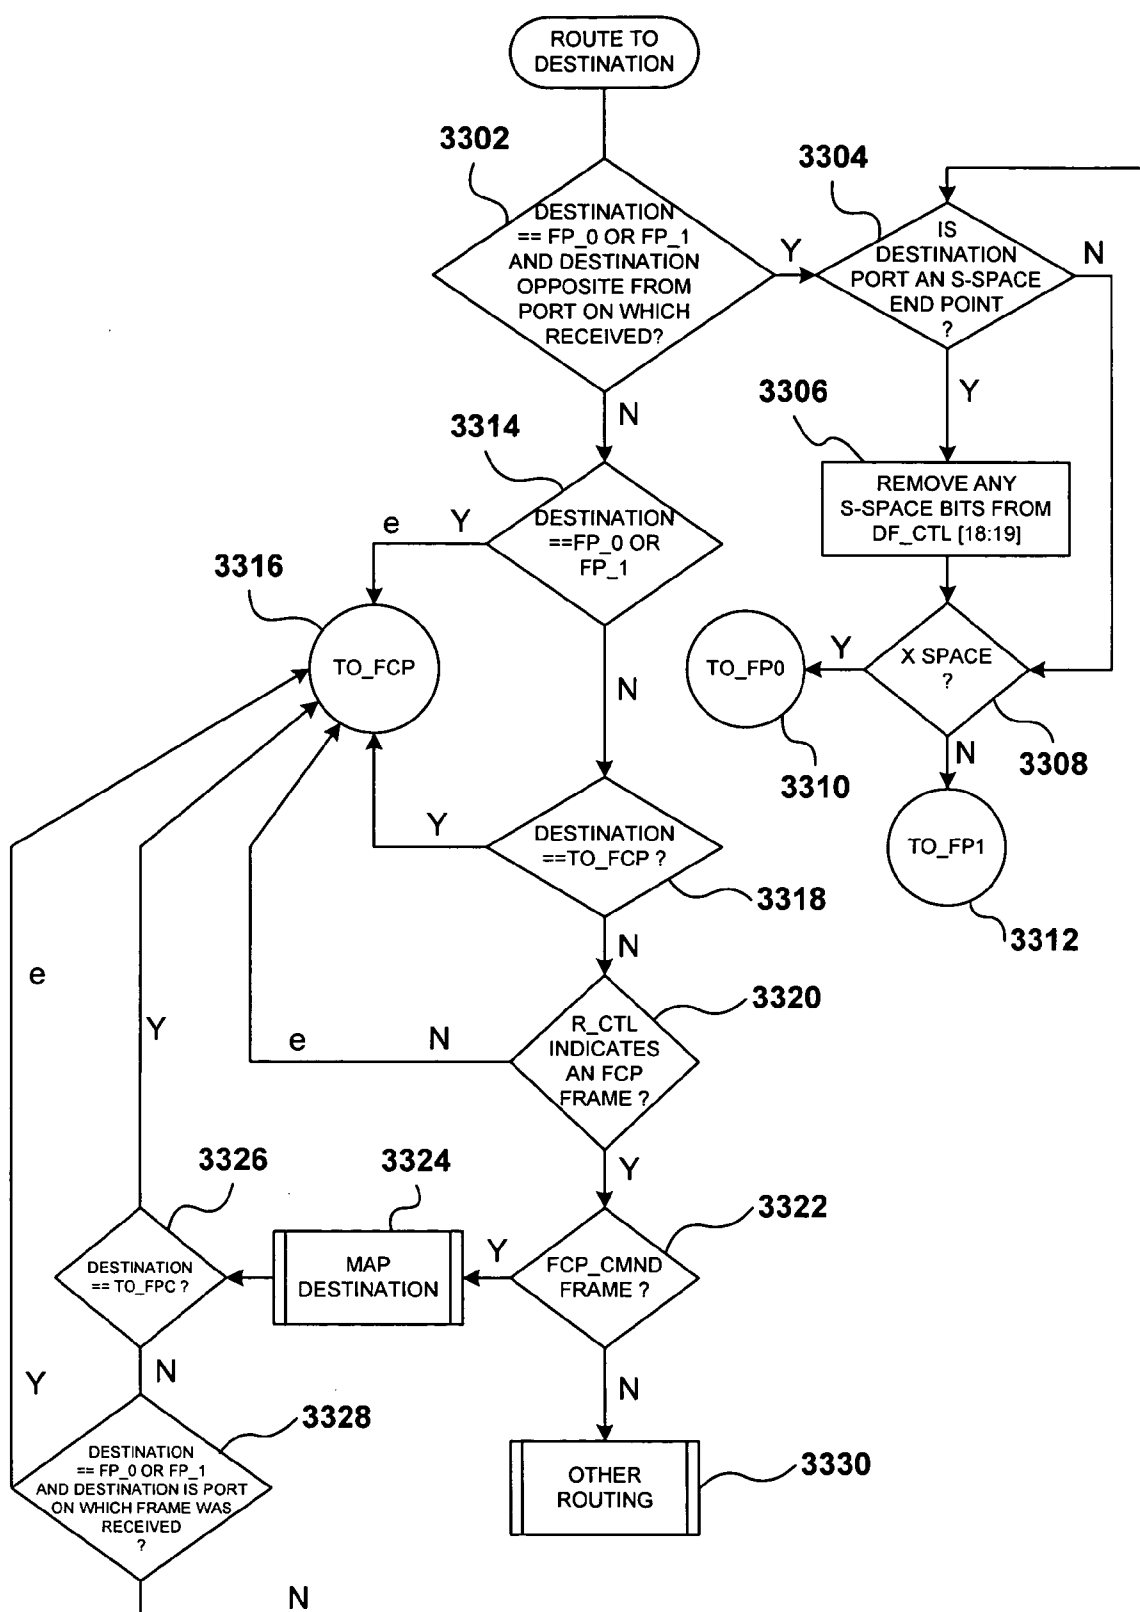 ROUTE TO
DESTINATION
3302
DESTINATION
== FP_0 OR FP_1
AND DESTINATION
OPPOSITE FROM
PORT ON WHICH
RECEIVED?
Y
N
3304
IS
DESTINATION
PORT AN S-SPACE
END POINT
?
N
Y
3306
REMOVE ANY
S-SPACE BITS FROM
DF_CTL [18:19]
X SPACE
?
3308
Y
TO_FP0
3310
N
TO_FP1
3312
3314
DESTINATION
==FP_0 OR
FP_1
Y
e
N
3316
TO_FCP
DESTINATION
==TO_FCP ?
3318
Y
N
3320
R_CTL
INDICATES
AN FCP
FRAME ?
N
e
Y
3322
FCP_CMND
FRAME ?
Y
N
3324
MAP
DESTINATION
3326
DESTINATION
== TO_FPC ?
Y
N
3328
DESTINATION
== FP_0 OR FP_1
AND DESTINATION IS PORT
ON WHICH FRAME WAS
RECEIVED
?
Y
e
N
OTHER
ROUTING
3330